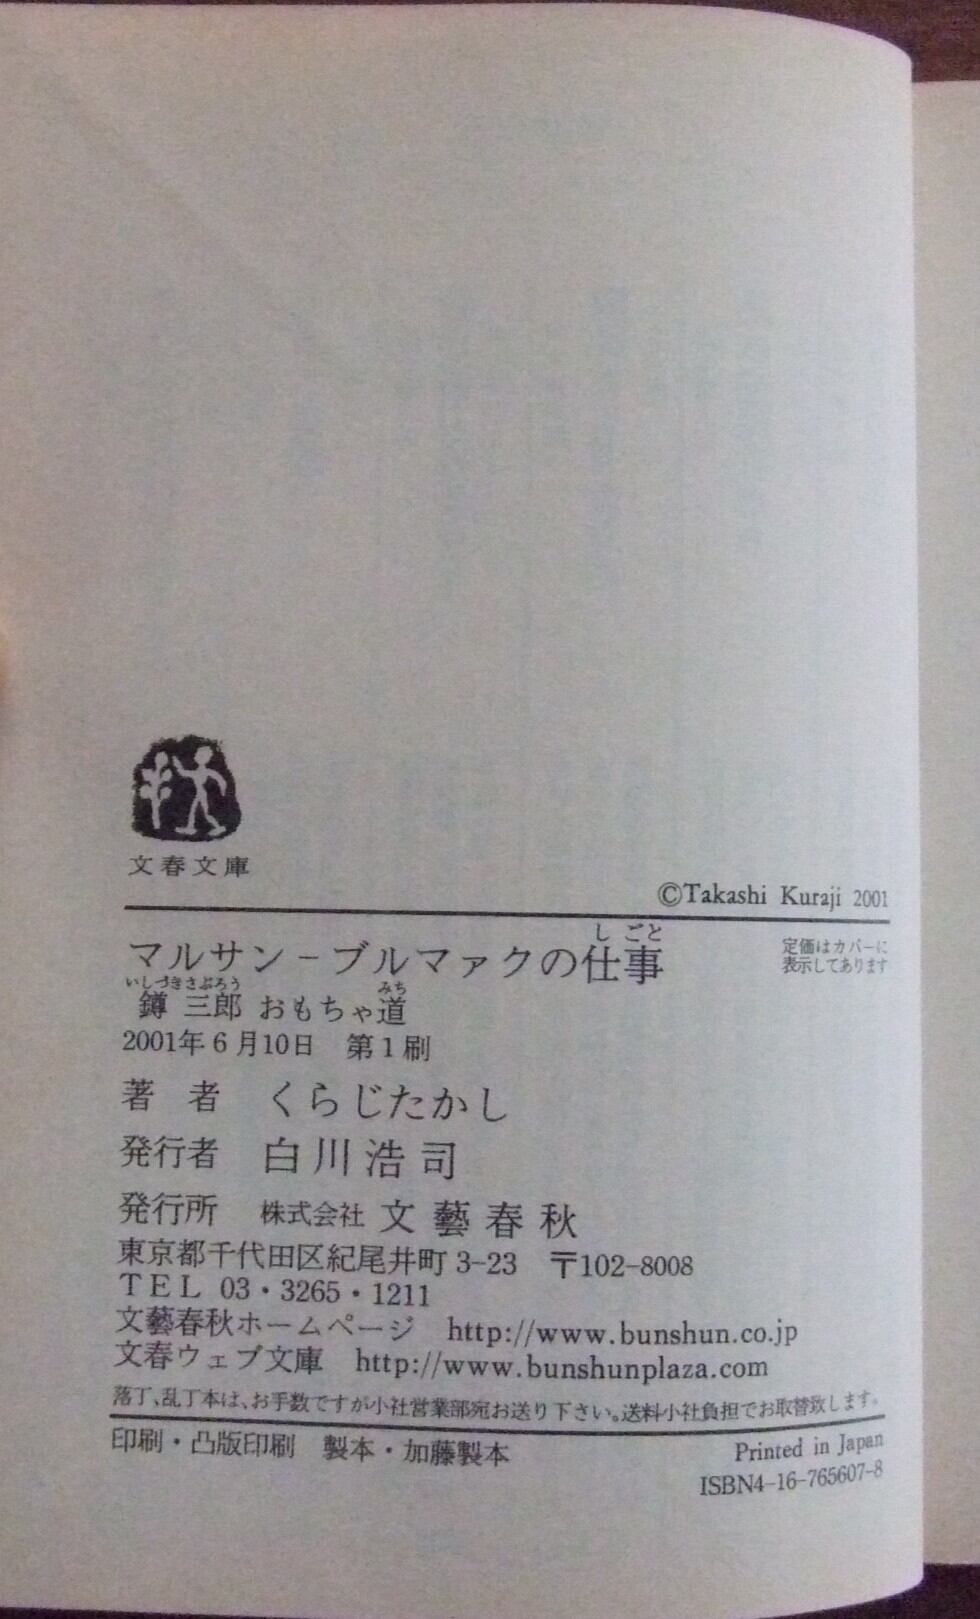 文春文庫
©Takashi Kuraji 2001
しごと
マルサン-ブルマァクの仕事
定価はカバーに
表示してあります
いしづきさぶろう みち
鐏 三郎 おもちゃ道
2001年6月10日 第1刷
著者 くらじたかし
発行者 白川浩司
発行所 株式会社 文藝春秋
東京都千代田区紀尾井町3-23 〒102-8008
TEL 03・3265・1211
文藝春秋ホームページ http://www.bunshun.co.jp
文春ウェブ文庫 http://www.bunshunplaza.com
落丁、乱丁本は、お手数ですが小社営業部宛お送り下さい。送料小社負担でお取替致します。
印刷・凸版印刷 製本・加藤製本
Printed in Japan
ISBN4-16-765607-8